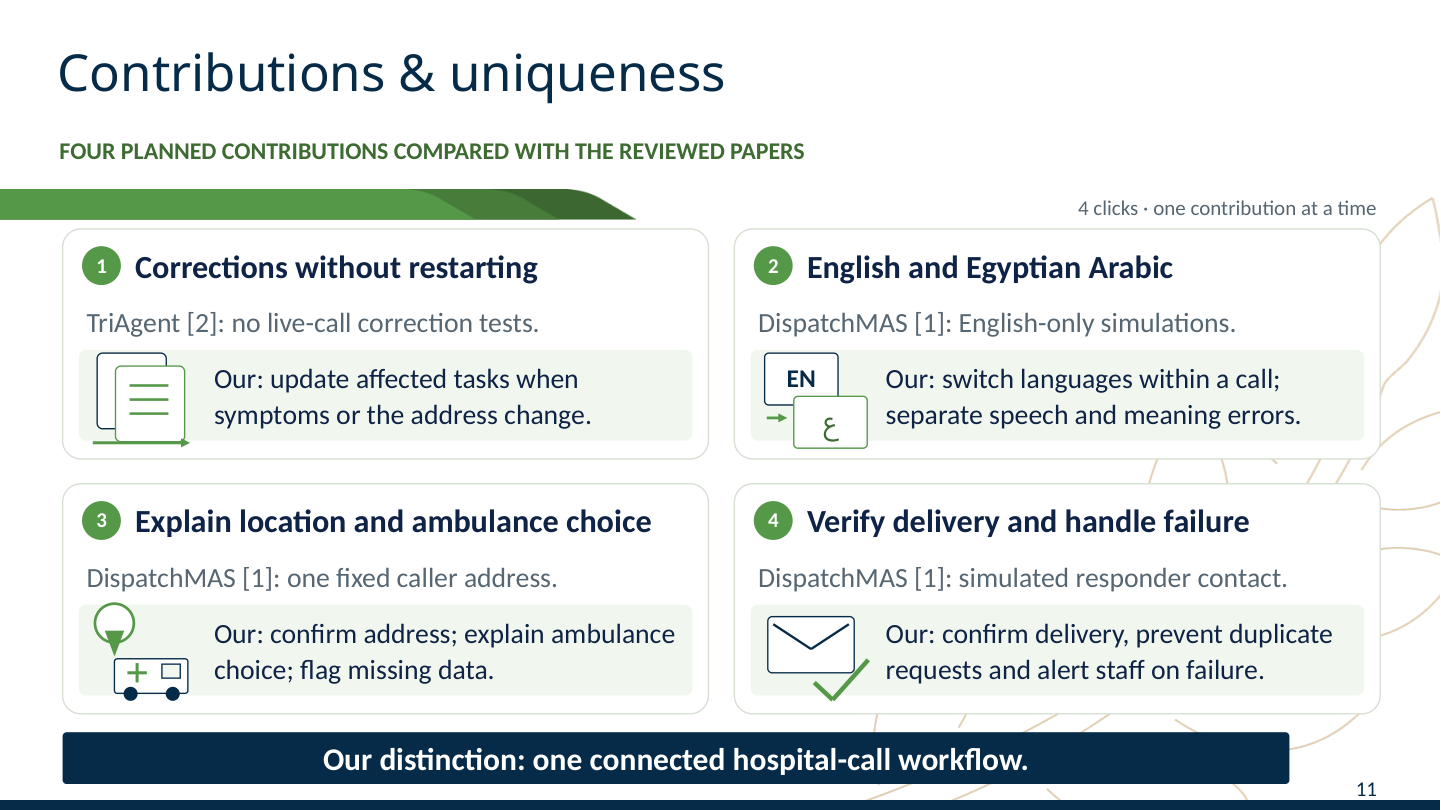 Contributions & uniqueness
FOUR PLANNED CONTRIBUTIONS COMPARED WITH THE REVIEWED PAPERS
4 clicks · one contribution at a time
1 Corrections without restarting
TriAgent [2]: no live-call correction tests.
Our: update affected tasks when
symptoms or the address change.
2 English and Egyptian Arabic
DispatchMAS [1]: English-only simulations.
EN
ع
Our: switch languages within a call;
separate speech and meaning errors.
3 Explain location and ambulance choice
DispatchMAS [1]: one fixed caller address.
Our: confirm address; explain ambulance
choice; flag missing data.
4 Verify delivery and handle failure
DispatchMAS [1]: simulated responder contact.
Our: confirm delivery, prevent duplicate
requests and alert staff on failure.
Our distinction: one connected hospital-call workflow.
11